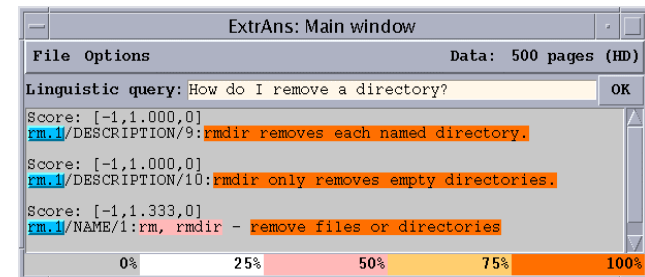 ExtrAns: Main window
File Options Data: 500 pages (HD)
Linguistic query: How do I remove a directory? OK
Score: [-1,1.000,0]
rm.1/DESCRIPTION/9:rmdir removes each named directory.
Score: [-1,1.000,0]
rm.1/DESCRIPTION/10:rmdir only removes empty directories.
Score: [-1,1.333,0]
rm.1/NAME/1:rm, rmdir - remove files or directories
0% 25% 50% 75% 100%